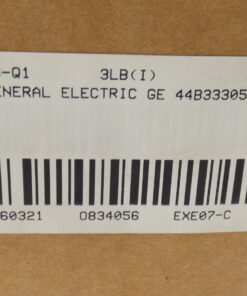 -Q1 3LB(I)
ENERAL ELECTRIC GE 44B33305
60321 0834056 EXE07-C